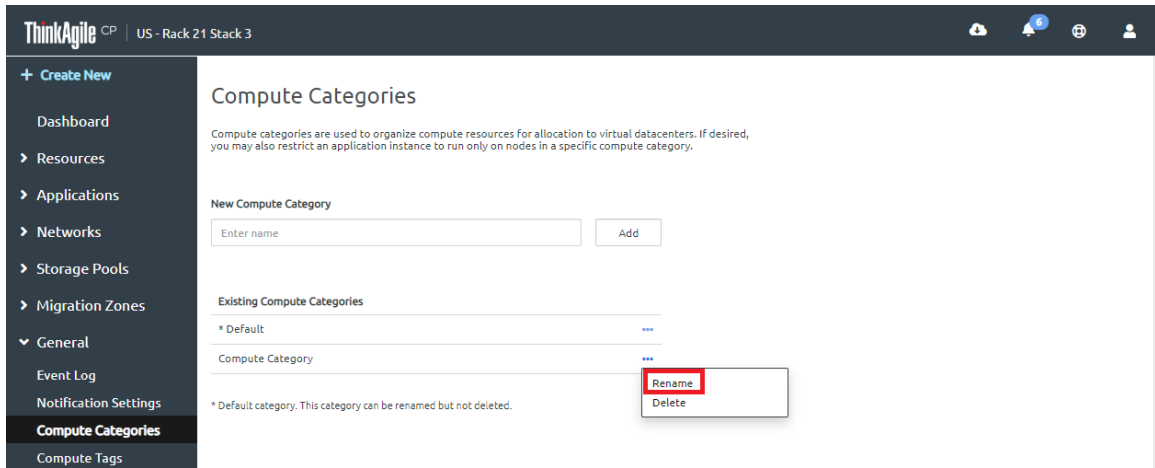 ThinkAgile CP | US - Rack 21 Stack 3
6
+ Create New
Dashboard
Resources
Applications
Networks
Storage Pools
Migration Zones
General
Event Log
Notification Settings
Compute Categories
Compute Tags
Compute Categories
Compute categories are used to organize compute resources for allocation to virtual datacenters. If desired,
you may also restrict an application instance to run only on nodes in a specific compute category.
New Compute Category
Enter name
Add
Existing Compute Categories
* Default
Compute Category
Rename
Delete
* Default category. This category can be renamed but not deleted.